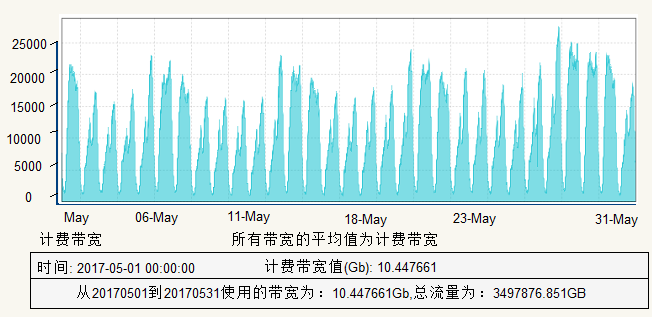 25000
20000
15000
10000
5000
0
May 06-May 11-May 18-May 23-May 31-May
计费带宽 所有带宽的平均值为计费带宽
时间: 2017-05-01 00:00:00 计费带宽值(Gb): 10.447661
从20170501到20170531使用的带宽为：10.447661Gb,总流量为：3497876.851GB